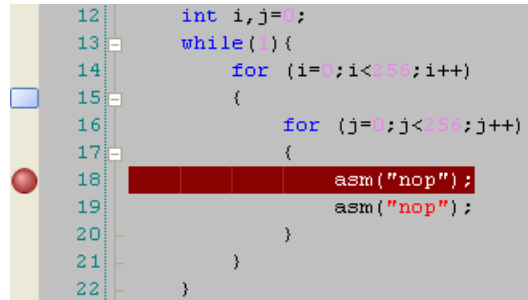 12 int i,j=0;
13 while(1){
14 for (i=0;i<256;i++)
15 {
16 for (j=0;j<256;j++)
17 {
18 asm("nop");
19 asm("nop");
20 }
21 }
22 }